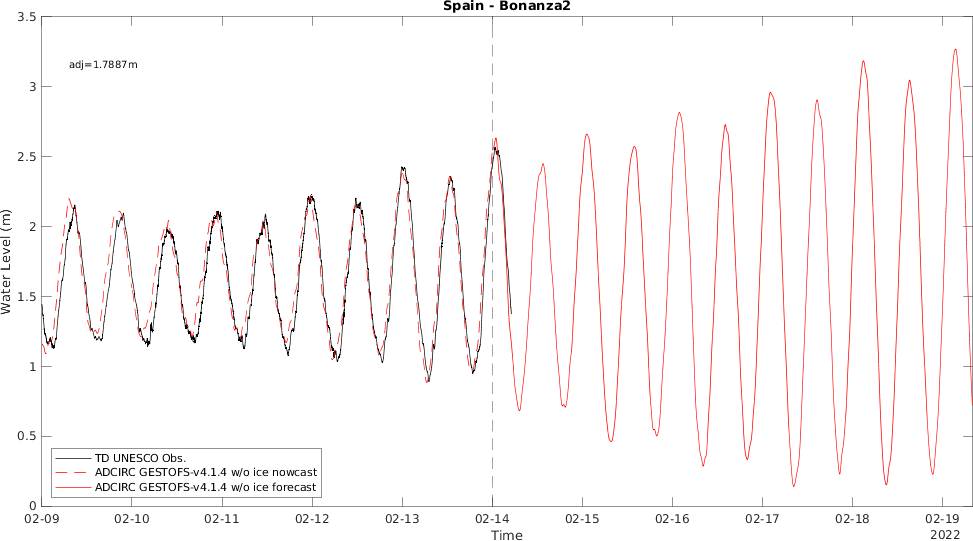 Spain - Bonanza2
adj=1.7887m
Water Level (m)
3.5
3
2.5
2
1.5
1
0.5
0
TD UNESCO Obs.
ADCIRC GESTOFS-v4.1.4 w/o ice nowcast
ADCIRC GESTOFS-v4.1.4 w/o ice forecast
02-09 02-10 02-11 02-12 02-13 02-14 02-15 02-16 02-17 02-18 02-19
2022
Time